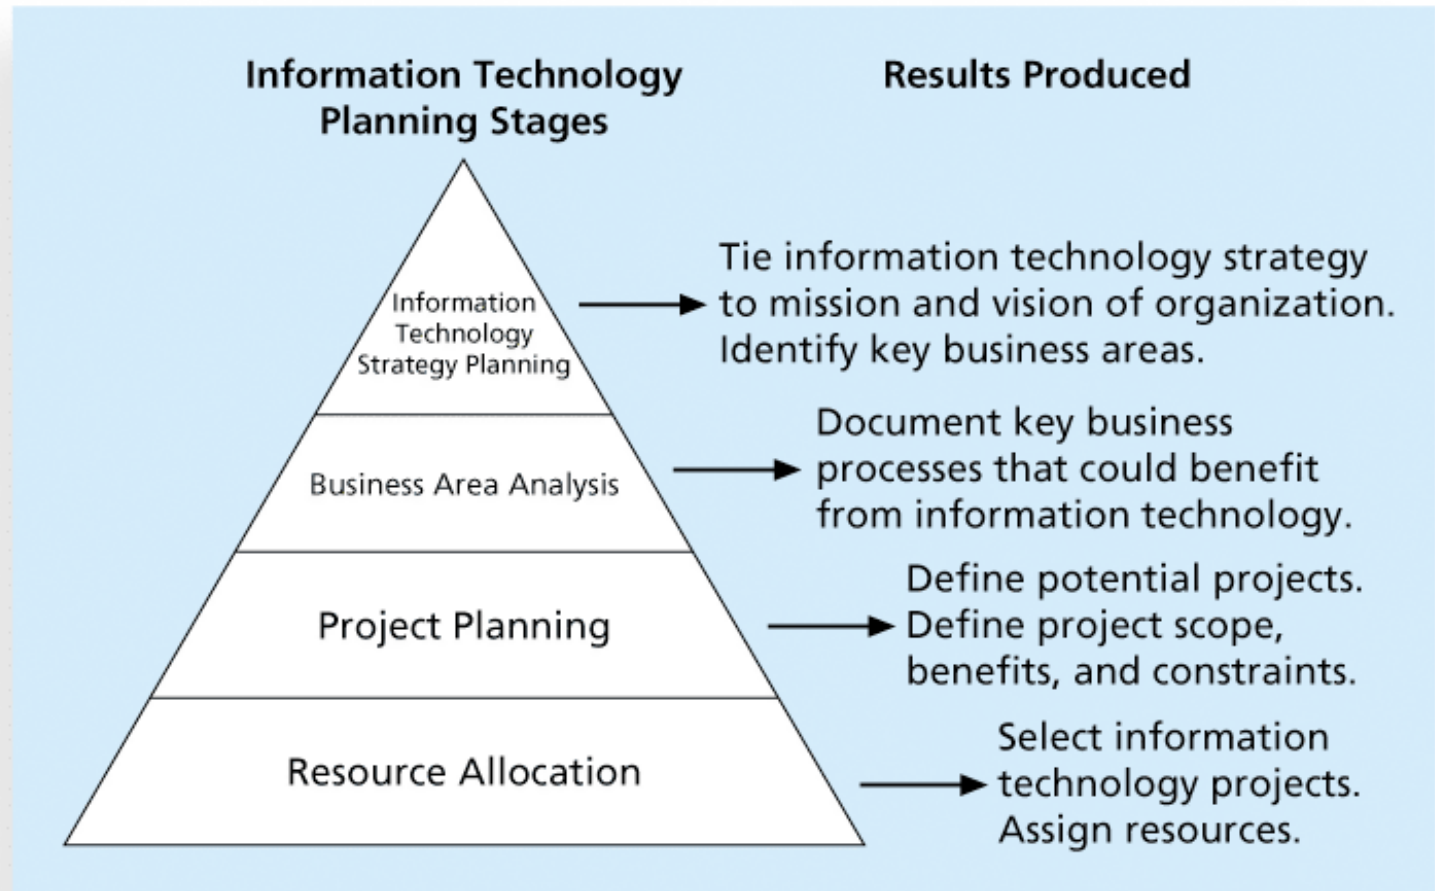 Information Technology
Planning Stages
Results Produced
Information
Technology
Strategy Planning
Tie information technology strategy
to mission and vision of organization.
Identify key business areas.
Business Area Analysis
Document key business
processes that could benefit
from information technology.
Project Planning
Define potential projects.
Define project scope,
benefits, and constraints.
Resource Allocation
Select information
technology projects.
Assign resources.